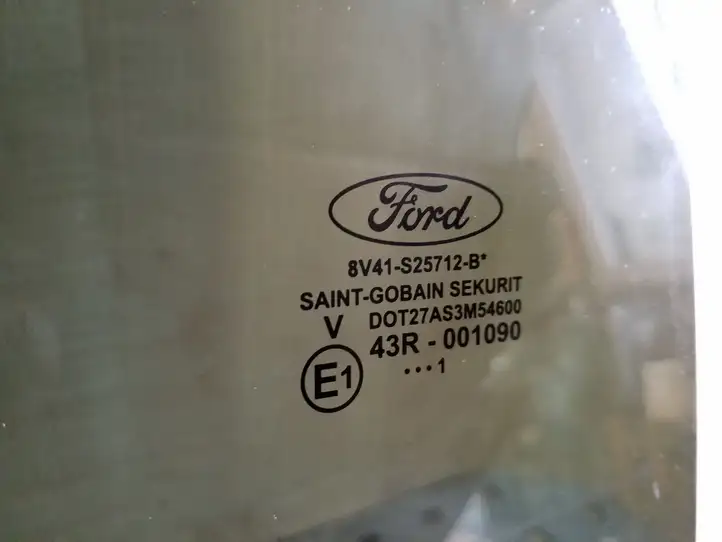 Ford
8V41-S25712-B*
SAINT-GOBAIN SEKURIT
V DOT27AS3M54600
43R - 001090
E1 •••1